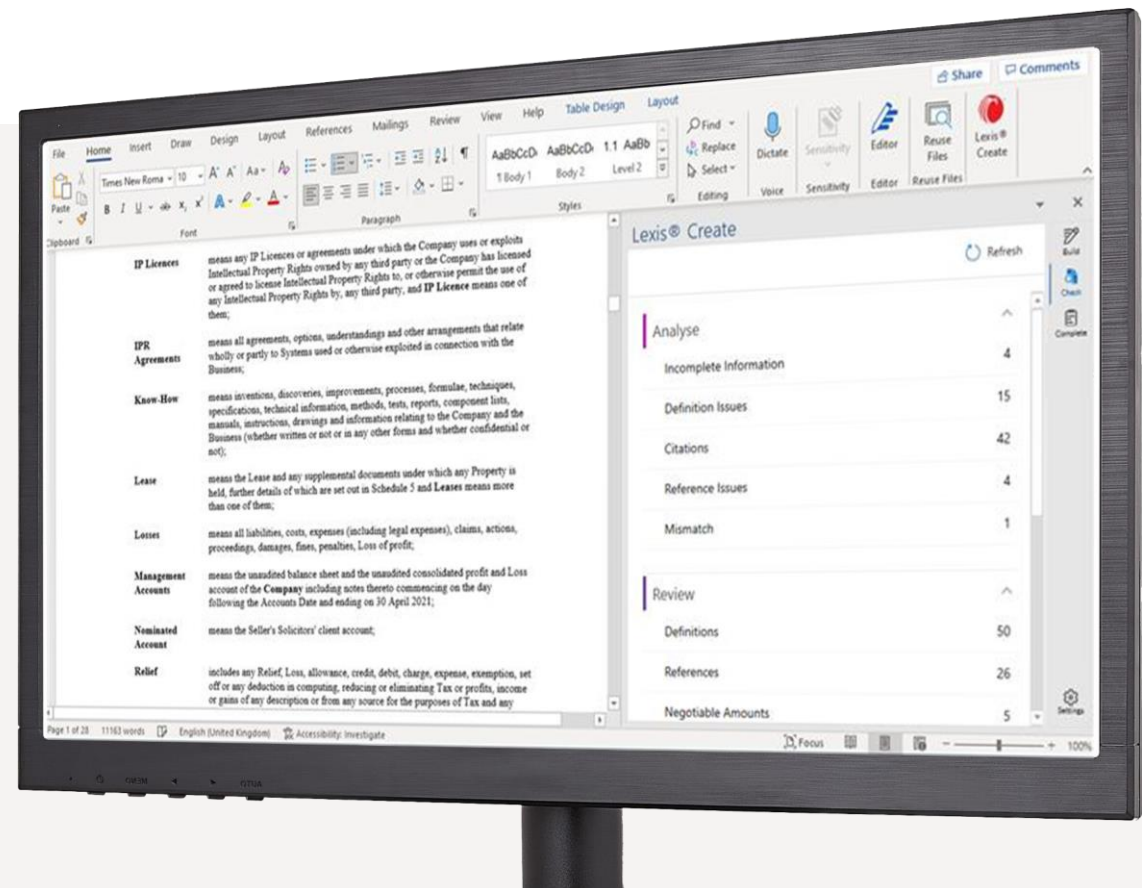 Share Comments
File Home Insert Draw Design Layout References Mailings Review View Help Table Design Layout
Paste
Times New Roma 10
B I U ab x₂ x² A A
A^ A˅ Aa
AaBbCcD AaBbCcD 1.1 AaBb
¶ Body 1 Body 2 Level 2
Find
Replace
Select
Dictate
Sensitivity
Editor
Reuse
Files
Lexis®
Create
Clipboard Font Paragraph Styles Editing Voice Sensitivity Editor Reuse Files
IP Licences means any IP Licences or agreements under which the Company uses or exploits
Intellectual Property Rights owned by any third party or the Company has licensed
or agreed to license Intellectual Property Rights to, or otherwise permit the use of
any Intellectual Property Rights by, any third party, and IP Licence means one of
them;
IPR
Agreements
means all agreements, options, understandings and other arrangements that relate
wholly or partly to Systems used or otherwise exploited in connection with the
Business;
Know-How means inventions, discoveries, improvements, processes, formulae, techniques,
specifications, technical information, methods, tests, reports, component lists,
manuals, instructions, drawings and information relating to the Company and the
Business (whether written or not or in any other forms and whether confidential or
not);
Lease means the Lease and any supplemental documents under which any Property is
held, further details of which are set out in Schedule 5 and Leases means more
than one of them;
Losses means all liabilities, costs, expenses (including legal expenses), claims, actions,
proceedings, damages, fines, penalties, Loss of profit;
Management
Accounts
means the unaudited balance sheet and the unaudited consolidated profit and Loss
account of the Company including notes thereto commencing on the day
following the Accounts Date and ending on 30 April 2021;
Nominated
Account
means the Seller's Solicitors' client account;
Relief includes any Relief, Loss, allowance, credit, debit, charge, expense, exemption, set
off or any deduction in computing, reducing or eliminating Tax or profits, income
or gains of any description or from any source for the purposes of Tax and any
Lexis® Create
Refresh
Analyse
Incomplete Information 4
Definition Issues 15
Citations 42
Reference Issues 4
Mismatch 1
Review
Definitions 50
References 26
Negotiable Amounts 5
Build
Check
Complete
Settings
Page 1 of 28 11163 words English (United Kingdom) Accessibility: Investigate Focus 100%
MENU AUTO